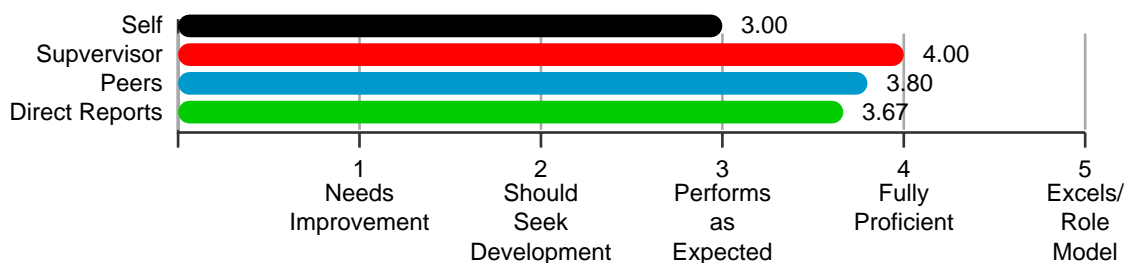 Self 3.00
Supvervisor 4.00
Peers 3.80
Direct Reports 3.67
1 2 3 4 5
Needs Should Performs Fully Excels/
Improvement Seek as Proficient Role
Development Expected Model